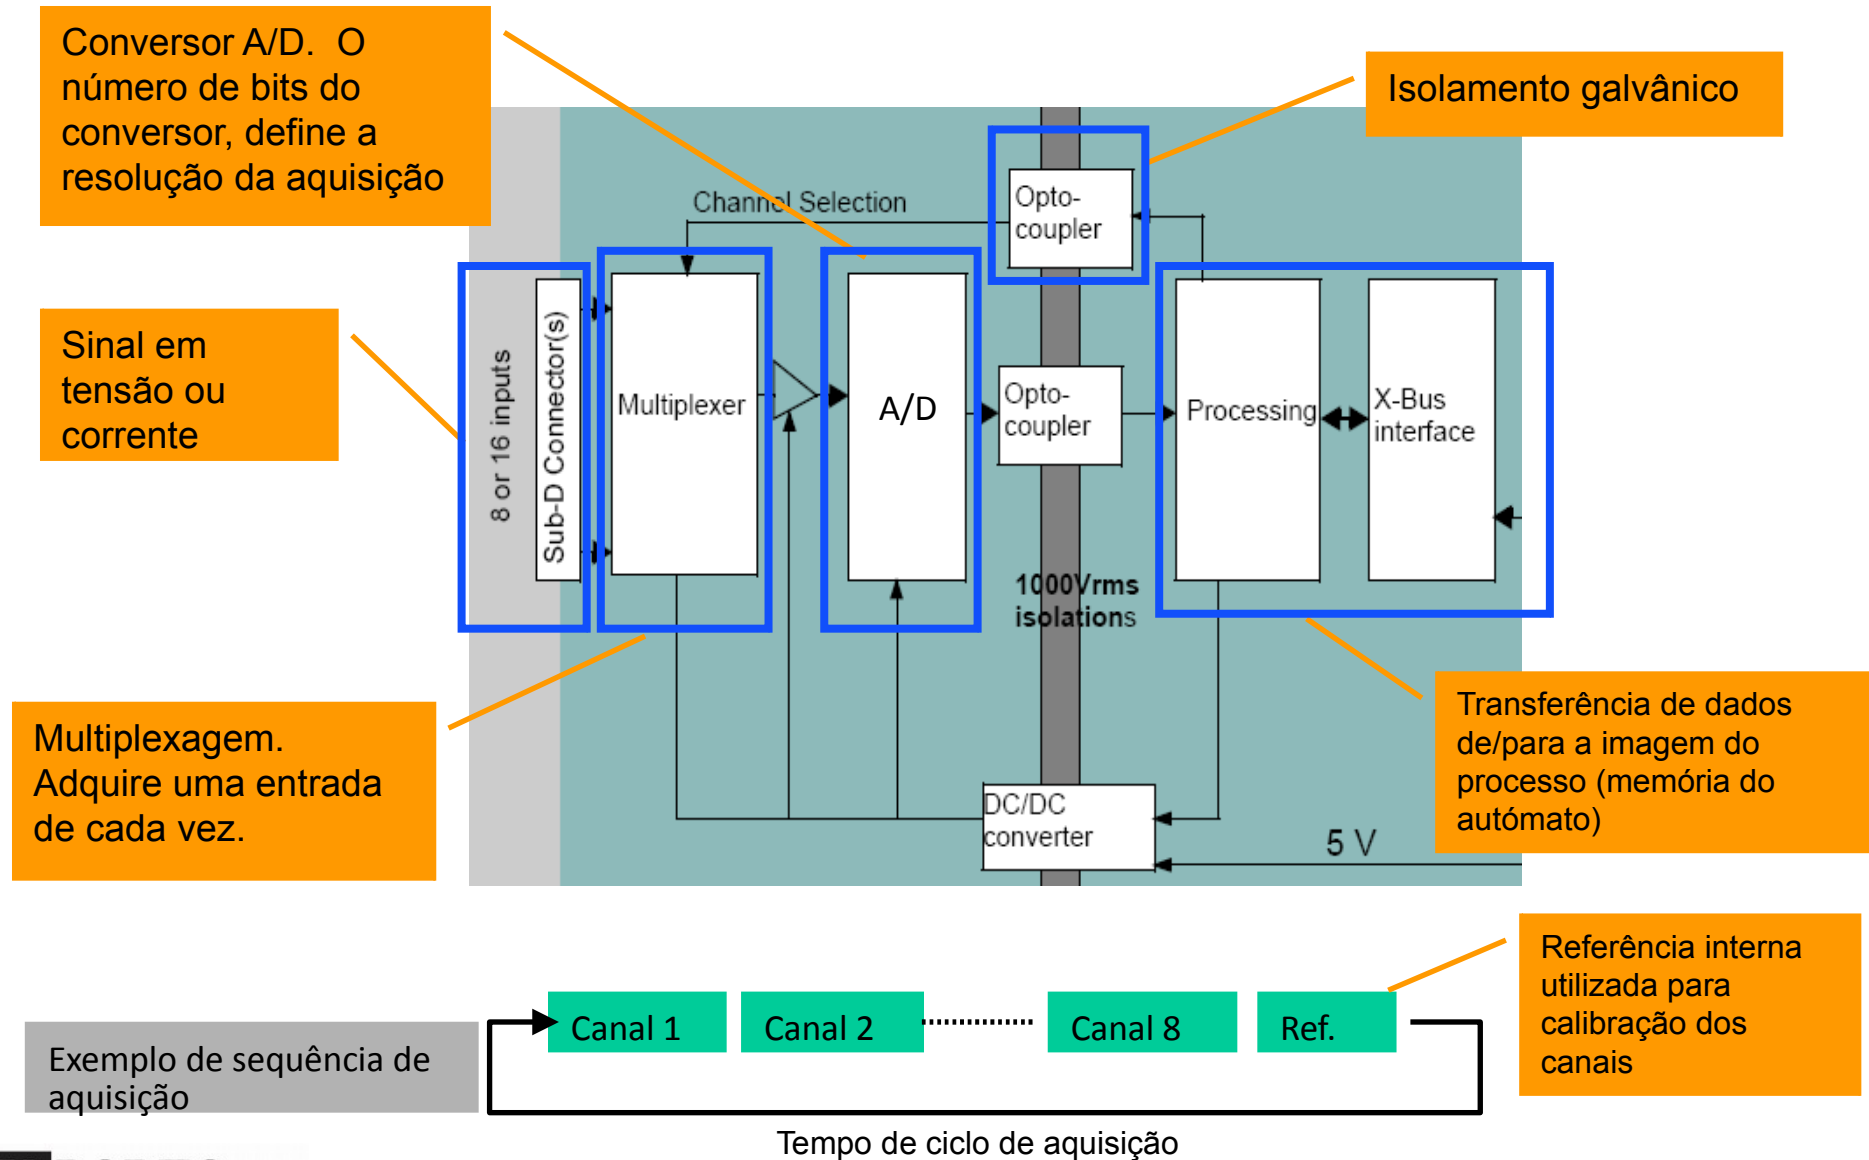 Conversor A/D.  O
número de bits do
conversor, define a
resolução da aquisição
Isolamento galvânico
Channel Selection
Opto-
coupler
Sinal em
tensão ou
corrente
8 or 16 inputs
Sub-D Connector(s)
Multiplexer
A/D
Opto-
coupler
Processing
X-Bus
interface
1000Vrms
isolations
Multiplexagem.
Adquire uma entrada
de cada vez.
Transferência de dados
de/para a imagem do
processo (memória do
autómato)
DC/DC
converter
5 V
Referência interna
utilizada para
calibração dos
canais
Canal 1
Canal 2
Canal 8
Ref.
Exemplo de sequência de
aquisição
Tempo de ciclo de aquisição